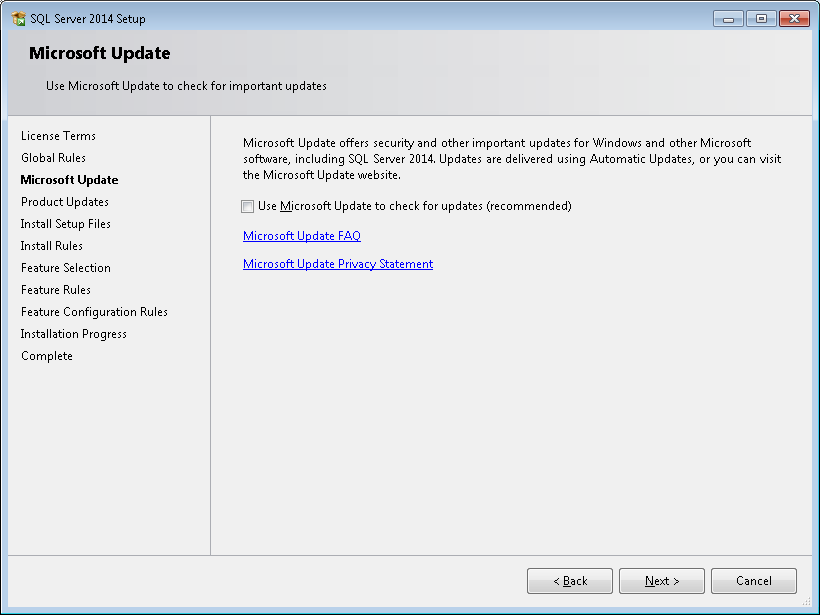 SQL Server 2014 Setup
Microsoft Update
Use Microsoft Update to check for important updates
License Terms
Global Rules
Microsoft Update
Product Updates
Install Setup Files
Install Rules
Feature Selection
Feature Rules
Feature Configuration Rules
Installation Progress
Complete
Microsoft Update offers security and other important updates for Windows and other Microsoft
software, including SQL Server 2014. Updates are delivered using Automatic Updates, or you can visit
the Microsoft Update website.
Use Microsoft Update to check for updates (recommended)
Microsoft Update FAQ
Microsoft Update Privacy Statement
< Back Next > Cancel